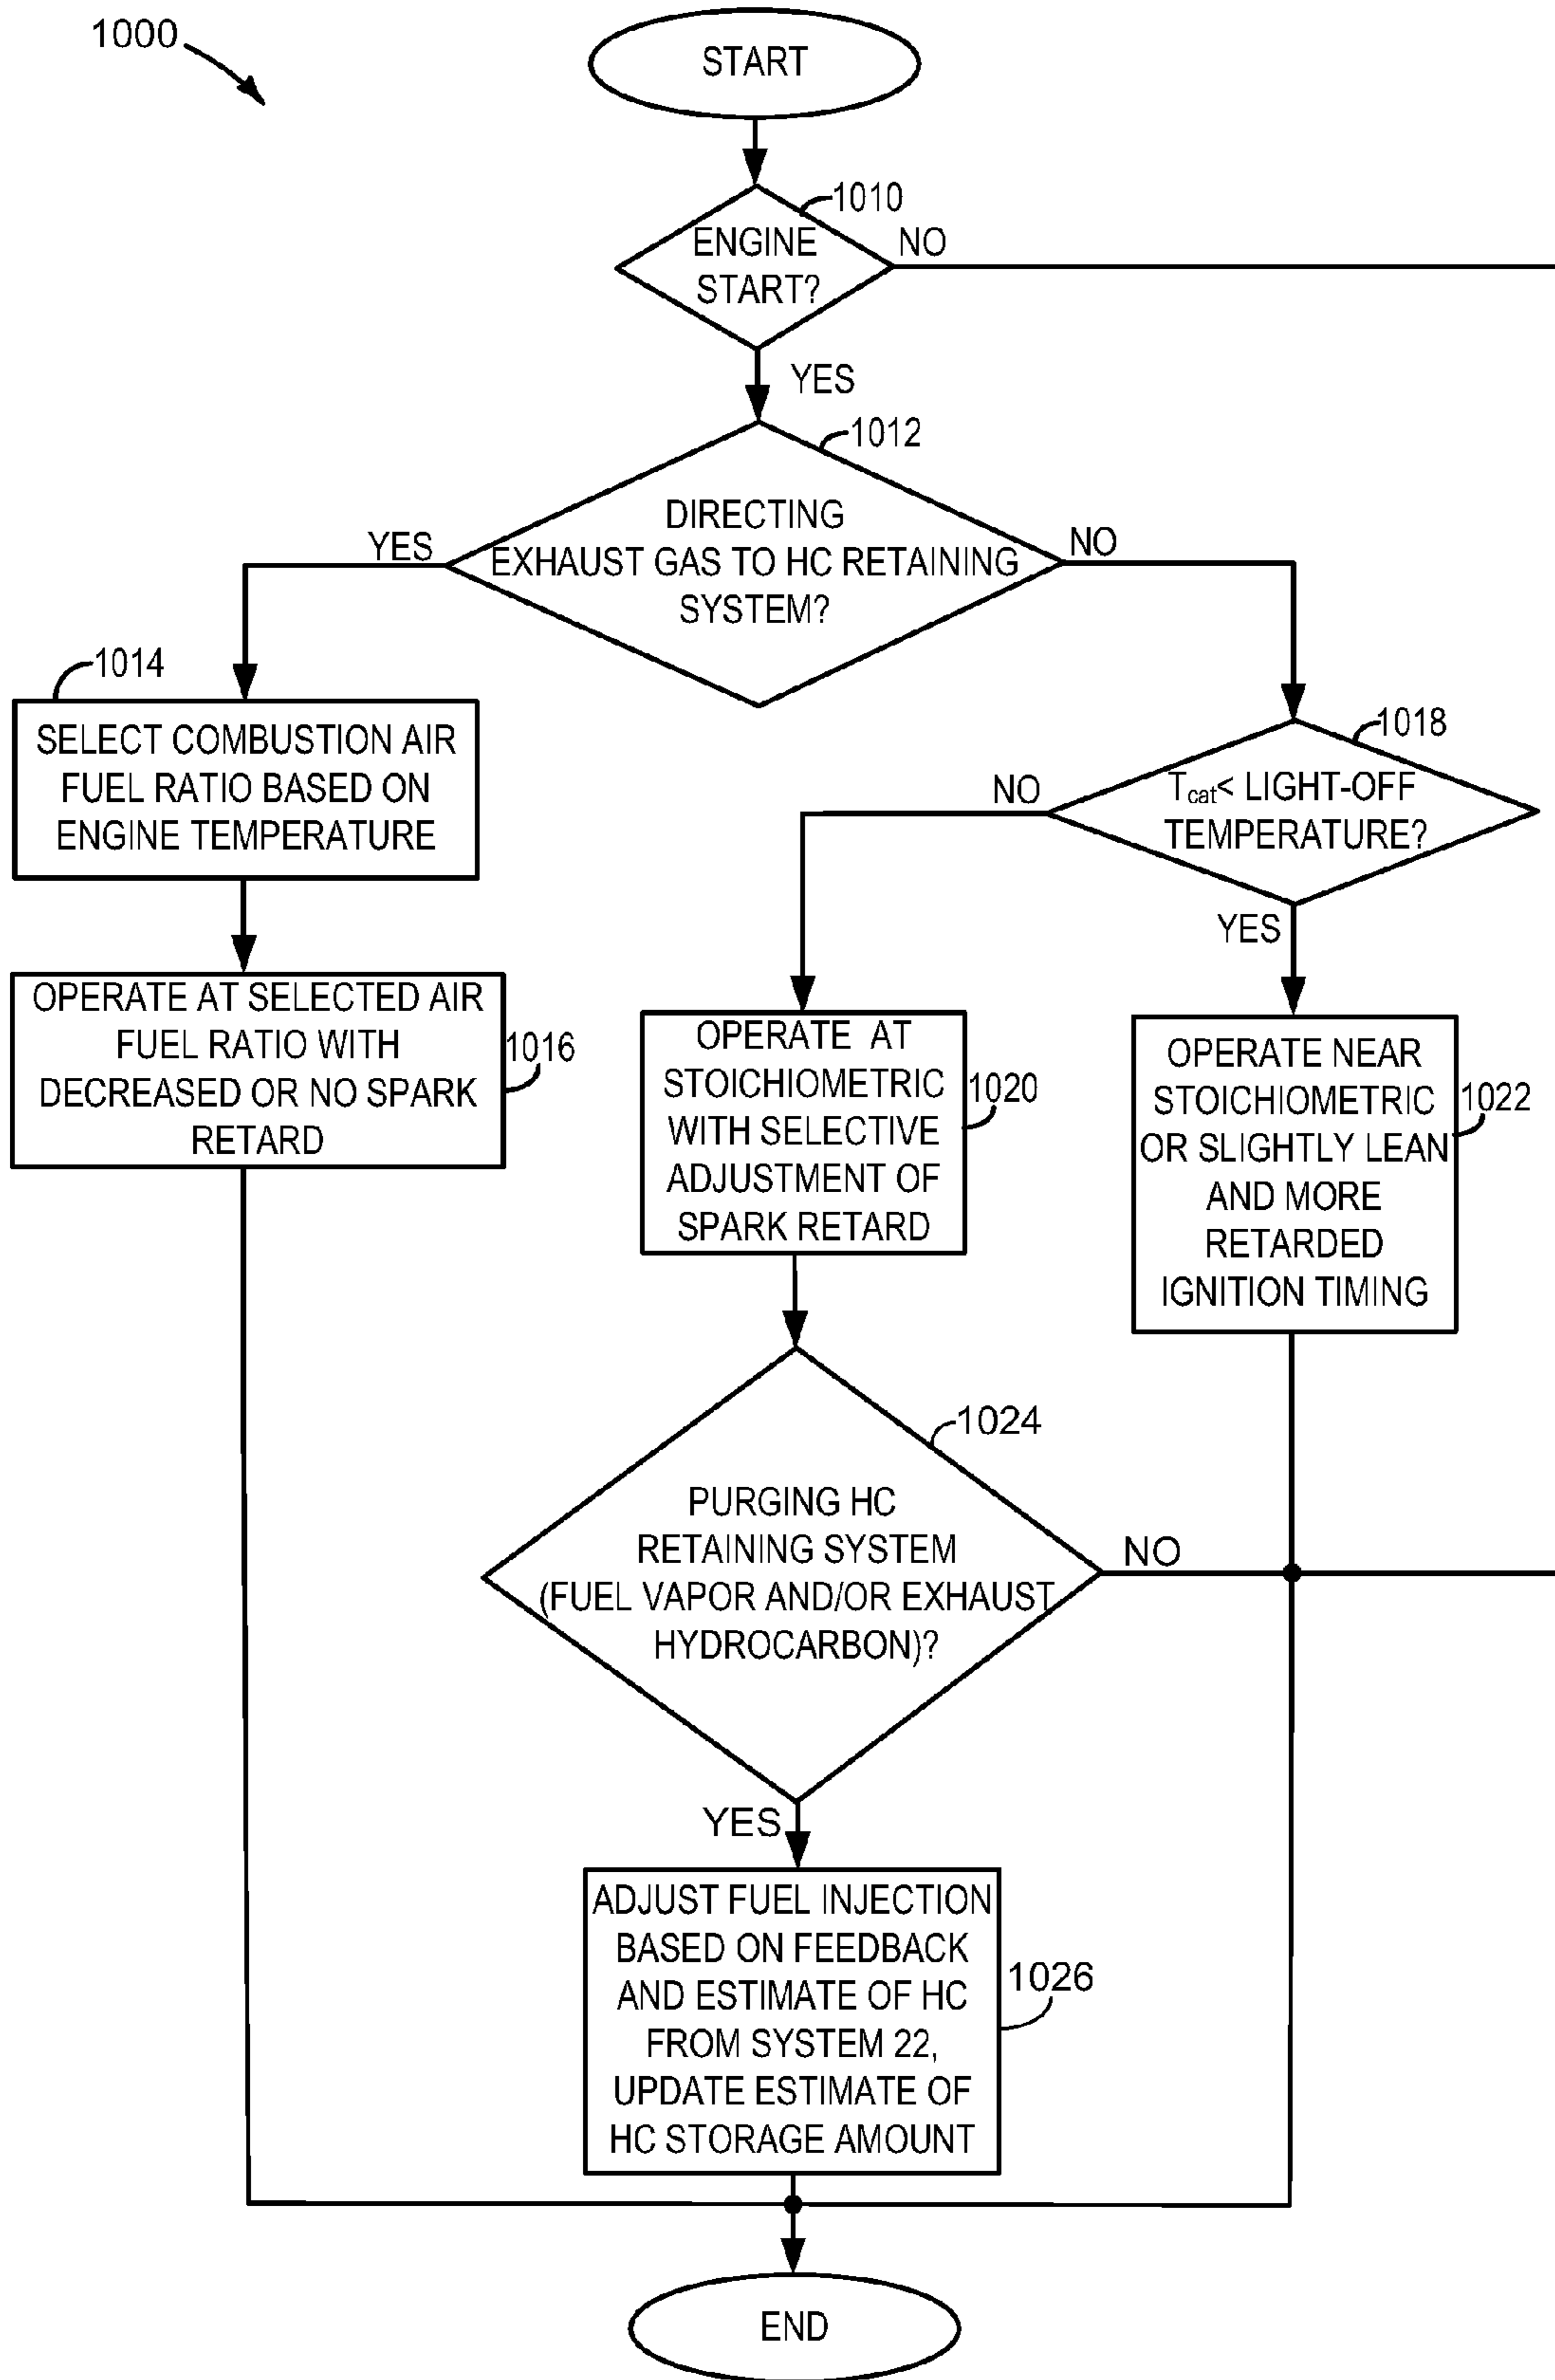 1000
START
1010
ENGINE
START?
NO
YES
1012
DIRECTING
EXHAUST GAS TO HC RETAINING
SYSTEM?
YES
NO
1014
SELECT COMBUSTION AIR
FUEL RATIO BASED ON
ENGINE TEMPERATURE
1018
Tcat< LIGHT-OFF
TEMPERATURE?
NO
YES
OPERATE AT SELECTED AIR
FUEL RATIO WITH
DECREASED OR NO SPARK
RETARD
1016
OPERATE AT
STOICHIOMETRIC
WITH SELECTIVE
ADJUSTMENT OF
SPARK RETARD
1020
OPERATE NEAR
STOICHIOMETRIC
OR SLIGHTLY LEAN
AND MORE
RETARDED
IGNITION TIMING
1022
1024
PURGING HC
RETAINING SYSTEM
(FUEL VAPOR AND/OR EXHAUST
HYDROCARBON)?
NO
YES
ADJUST FUEL INJECTION
BASED ON FEEDBACK
AND ESTIMATE OF HC
FROM SYSTEM 22,
UPDATE ESTIMATE OF
HC STORAGE AMOUNT
1026
END